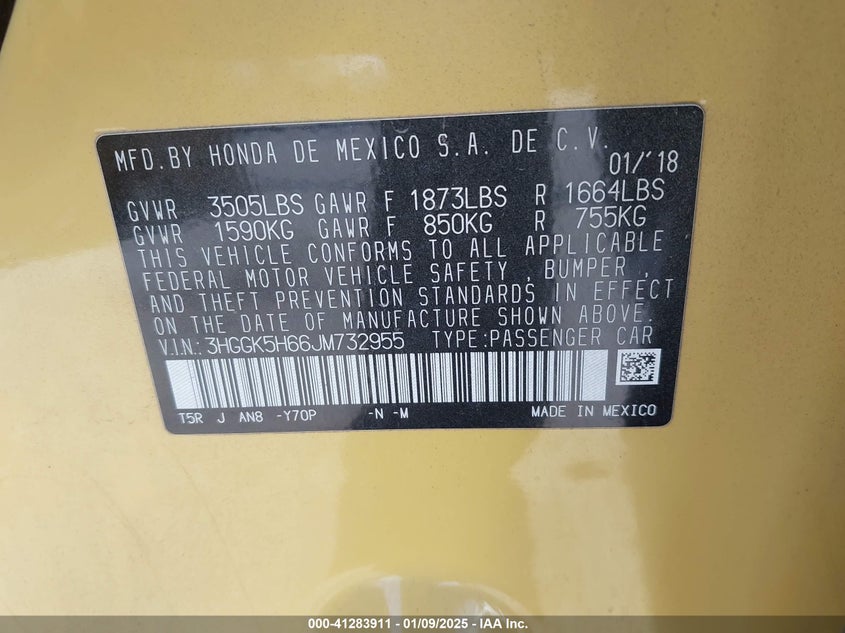 MFD.BY HONDA DE MEXICO S.A. DE C.V.
01/'18
GVWR 3505LBS GAWR F 1873LBS R 1664LBS
GVWR 1590KG GAWR F 850KG R 755KG
THIS VEHICLE CONFORMS TO ALL APPLICABLE
FEDERAL MOTOR VEHICLE SAFETY , BUMPER ,
AND THEFT PREVENTION STANDARDS IN EFFECT
ON THE DATE OF MANUFACTURE SHOWN ABOVE.
V.I.N.:3HGGK5H66JM732955 TYPE:PASSENGER CAR
T5R J AN8 -Y70P -N -M MADE IN MEXICO
000-41283911 - 01/09/2025 - IAA Inc.